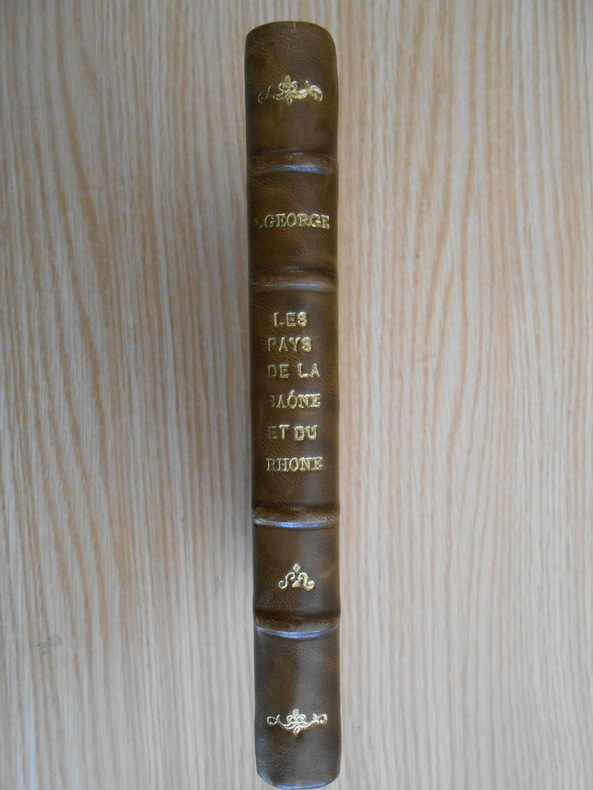 .GEORGE
LES
PAYS
DE LA
SAÔNE
ET DU
RHONE